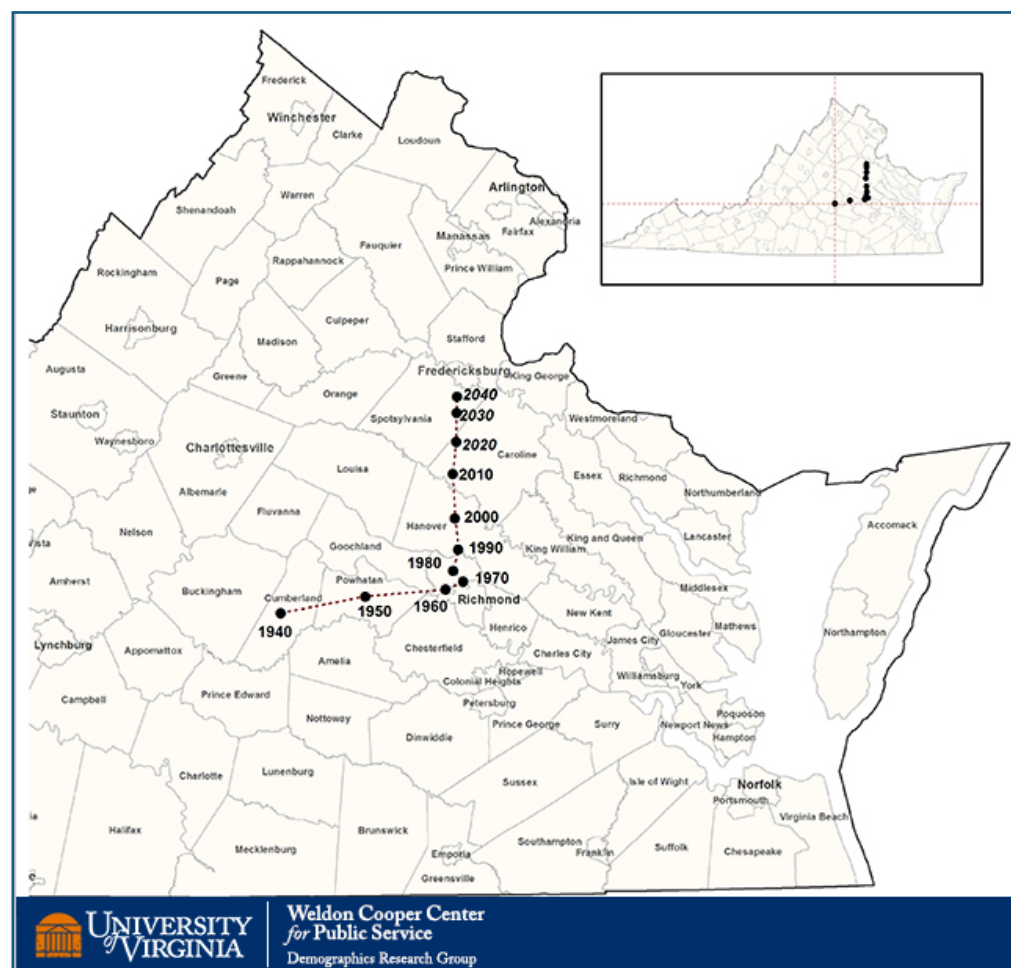 Frederick
Winchester
Clarke
Loudoun
Warren
Arlington
Shenandoah
Alexandria
Fairfax
Manassas
Fauquier
Rappahannock
Prince William
Rockingham
Page
Culpeper
Harrisonburg
Stafford
Madison
Augusta
Fredericksburg
King George
Greene
Orange
2040
2030
Spotsylvania
Westmoreland
Staunton
Waynesboro
Charlottesville
2020
Caroline
Louisa
2010
Essex
Richmond
Northumberland
Albemarle
Fluvanna
Nelson
Hanover
2000
Accomack
King and Queen
Lancaster
Goochland
1990
King William
Vista
1980
Amherst
Buckingham
Powhatan
1970
Middlesex
Cumberland
1950
1960
Richmond
New Kent
1940
Henrico
Mathews
Northampton
Lynchburg
Appomattox
Amelia
Chesterfield
Charles City
James City
Gloucester
Hopewell
Colonial Heights
Williamsburg
York
Campbell
Prince Edward
Petersburg
Nottoway
Prince George
Surry
Newport News
Poquoson
Dinwiddie
Hampton
Charlotte
Lunenburg
Sussex
Isle of Wight
Norfolk
Portsmouth
Halifax
Brunswick
Virginia Beach
Mecklenburg
Emporia
Southampton
Franklin
Suffolk
Chesapeake
Greensville
UNIVERSITY
of VIRGINIA
Weldon Cooper Center
for Public Service
Demographics Research Group